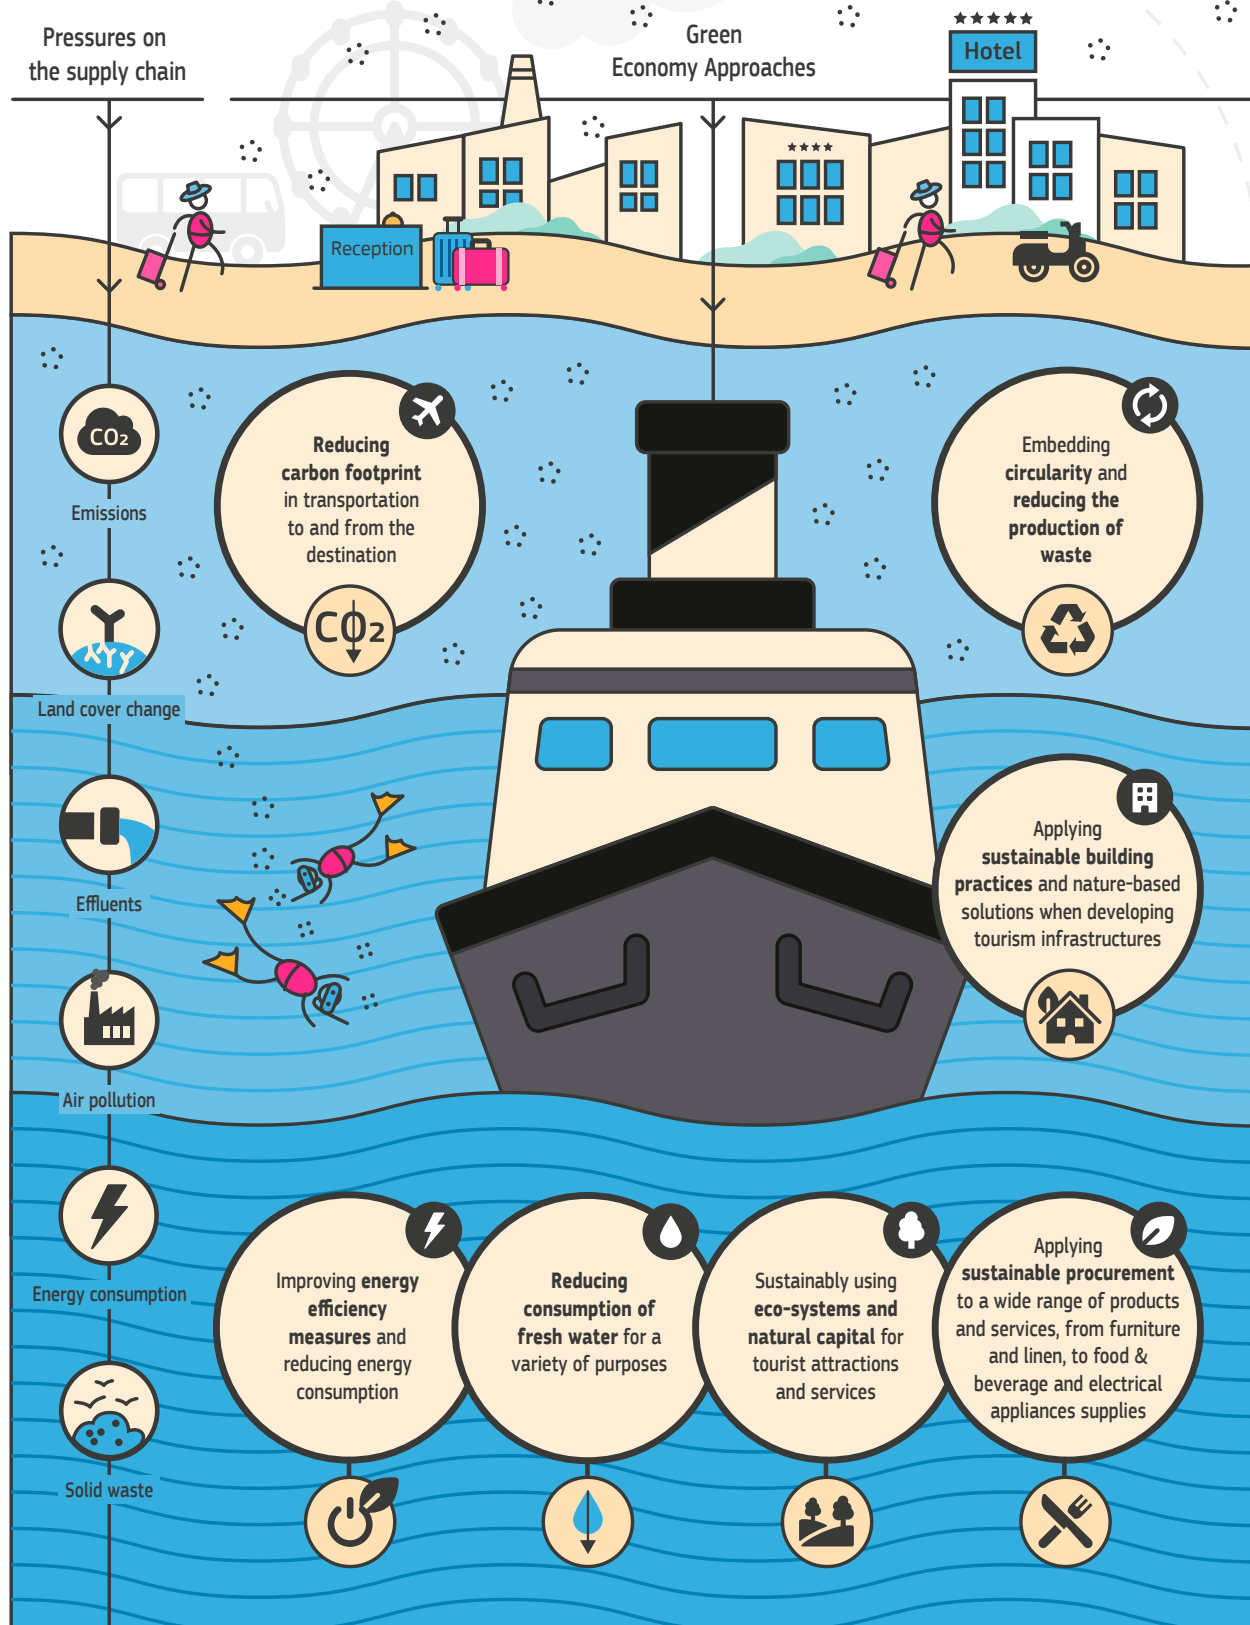 Pressures on
the supply chain
Green
Economy Approaches
Hotel
Reception
CO₂
Emissions
Land cover change
Effluents
Air pollution
Energy consumption
Solid waste
Reducing
carbon footprint
in transportation
to and from the
destination
CO₂
Embedding
circularity and
reducing the
production of
waste
Applying
sustainable building
practices and nature-based
solutions when developing
tourism infrastructures
Improving energy
efficiency
measures and
reducing energy
consumption
Reducing
consumption of
fresh water for a
variety of purposes
Sustainably using
eco-systems and
natural capital for
tourist attractions
and services
Applying
sustainable procurement
to a wide range of products
and services, from furniture
and linen, to food &
beverage and electrical
appliances supplies